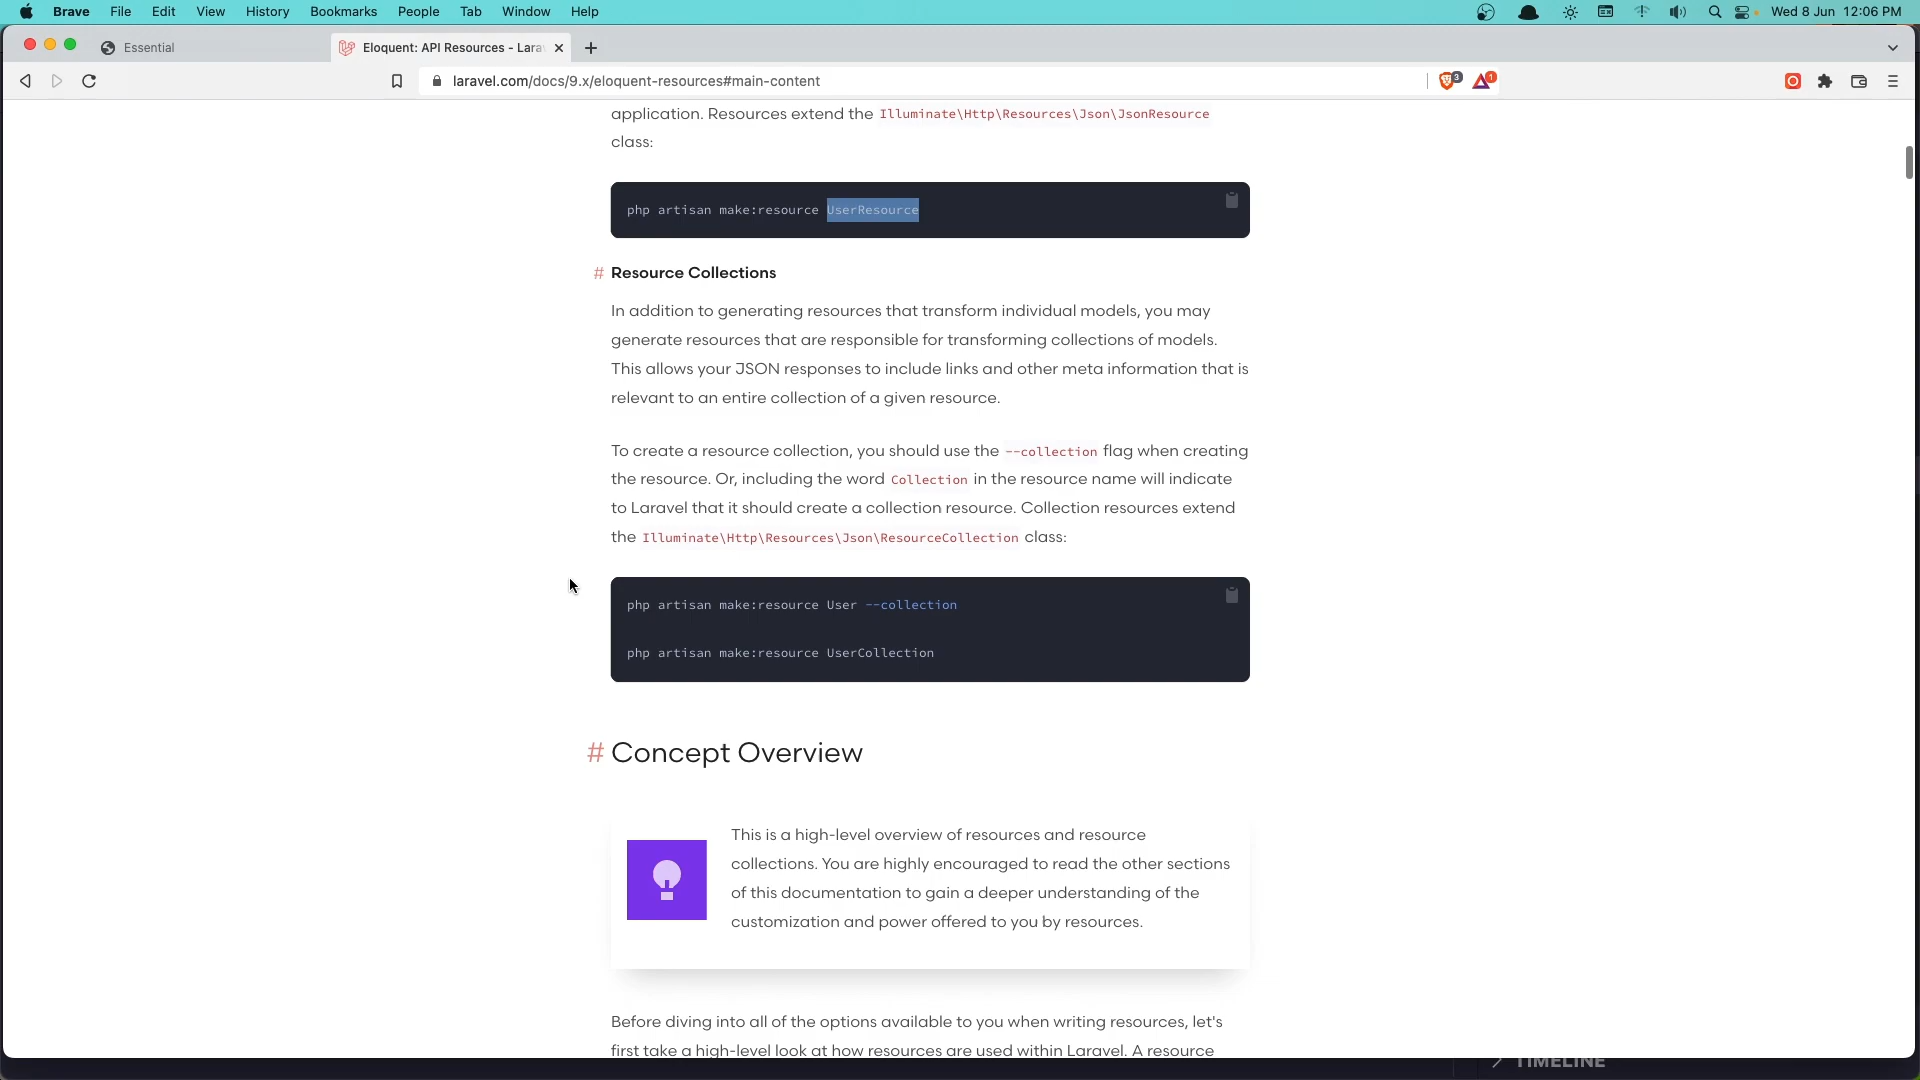 Brave File Edit View History Bookmarks People Tab Window Help Wed 8 Jun 12:06 PM
Essential
Eloquent: API Resources - Lara
laravel.com/docs/9.x/eloquent-resources#main-content
3
1
application. Resources extend the Illuminate\Http\Resources\Json\JsonResource
class:
php artisan make:resource UserResource
# Resource Collections
In addition to generating resources that transform individual models, you may
generate resources that are responsible for transforming collections of models.
This allows your JSON responses to include links and other meta information that is
relevant to an entire collection of a given resource.
To create a resource collection, you should use the --collection flag when creating
the resource. Or, including the word Collection in the resource name will indicate
to Laravel that it should create a collection resource. Collection resources extend
the Illuminate\Http\Resources\Json\ResourceCollection class:
php artisan make:resource User --collection
php artisan make:resource UserCollection
# Concept Overview
This is a high-level overview of resources and resource
collections. You are highly encouraged to read the other sections
of this documentation to gain a deeper understanding of the
customization and power offered to you by resources.
Before diving into all of the options available to you when writing resources, let's
first take a high-level look at how resources are used within Laravel. A resource
TIMELINE